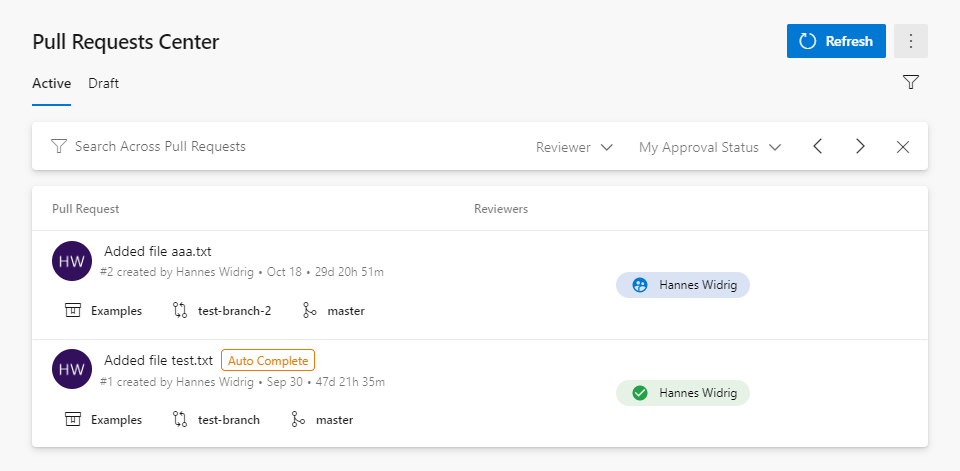 Pull Requests Center
Refresh
Active Draft
Search Across Pull Requests Reviewer My Approval Status
Pull Request Reviewers
HW Added file aaa.txt
#2 created by Hannes Widrig • Oct 18 • 29d 20h 51m
Hannes Widrig
Examples test-branch-2 master
HW Added file test.txt Auto Complete
#1 created by Hannes Widrig • Sep 30 • 47d 21h 35m
Hannes Widrig
Examples test-branch master